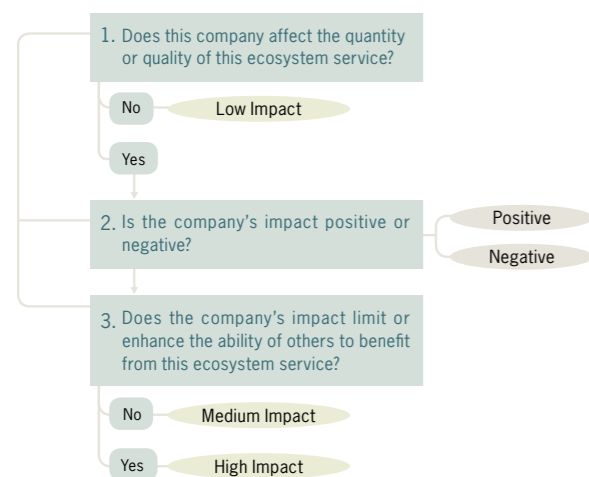 1. Does this company affect the quantity
or quality of this ecosystem service?
No
Low Impact
Yes
2. Is the company's impact positive or
negative?
Positive
Negative
3. Does the company's impact limit or
enhance the ability of others to benefit
from this ecosystem service?
No
Medium Impact
Yes
High Impact